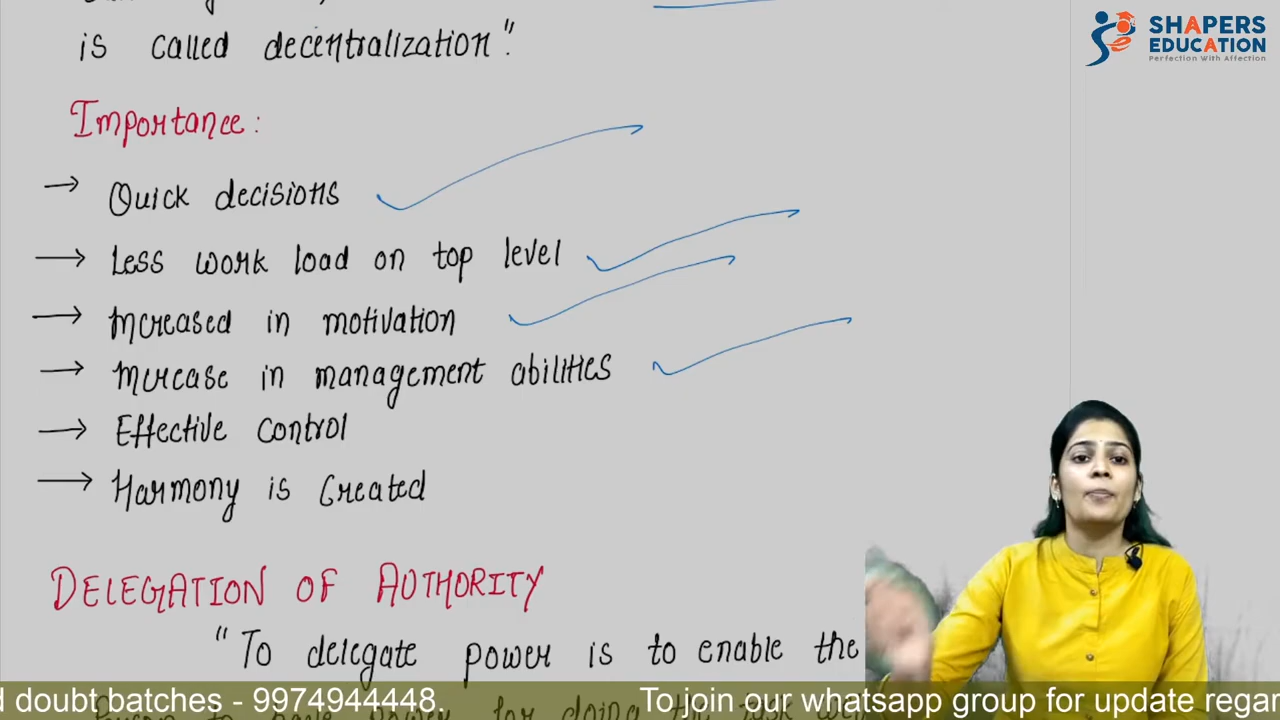 is called decentralization".
SHAPERS
EDUCATION
Perfection With Affection
Importance:
→ Quick decisions
→ Less work load on top level
→ Increased in motivation
→ Increase in management abilities
→ Effective control
→ Harmony is Created
DELEGATION OF AUTHORITY
"To delegate power is to enable the
d doubt batches - 9974944448. To join our whatsapp group for update regar